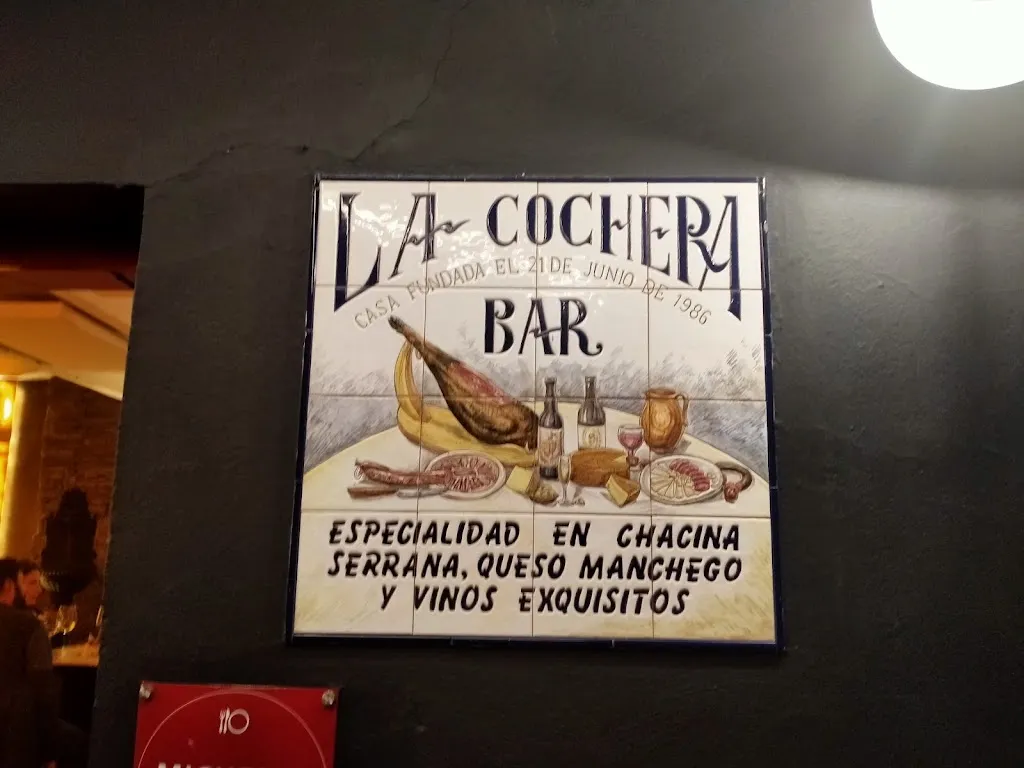 LA COCHERA
CASA FUNDADA EL 21 DE JUNIO DE 1986
BAR
ESPECIALIDAD EN CHACINA
SERRANA, QUESO MANCHEGO
Y VINOS EXQUISITOS